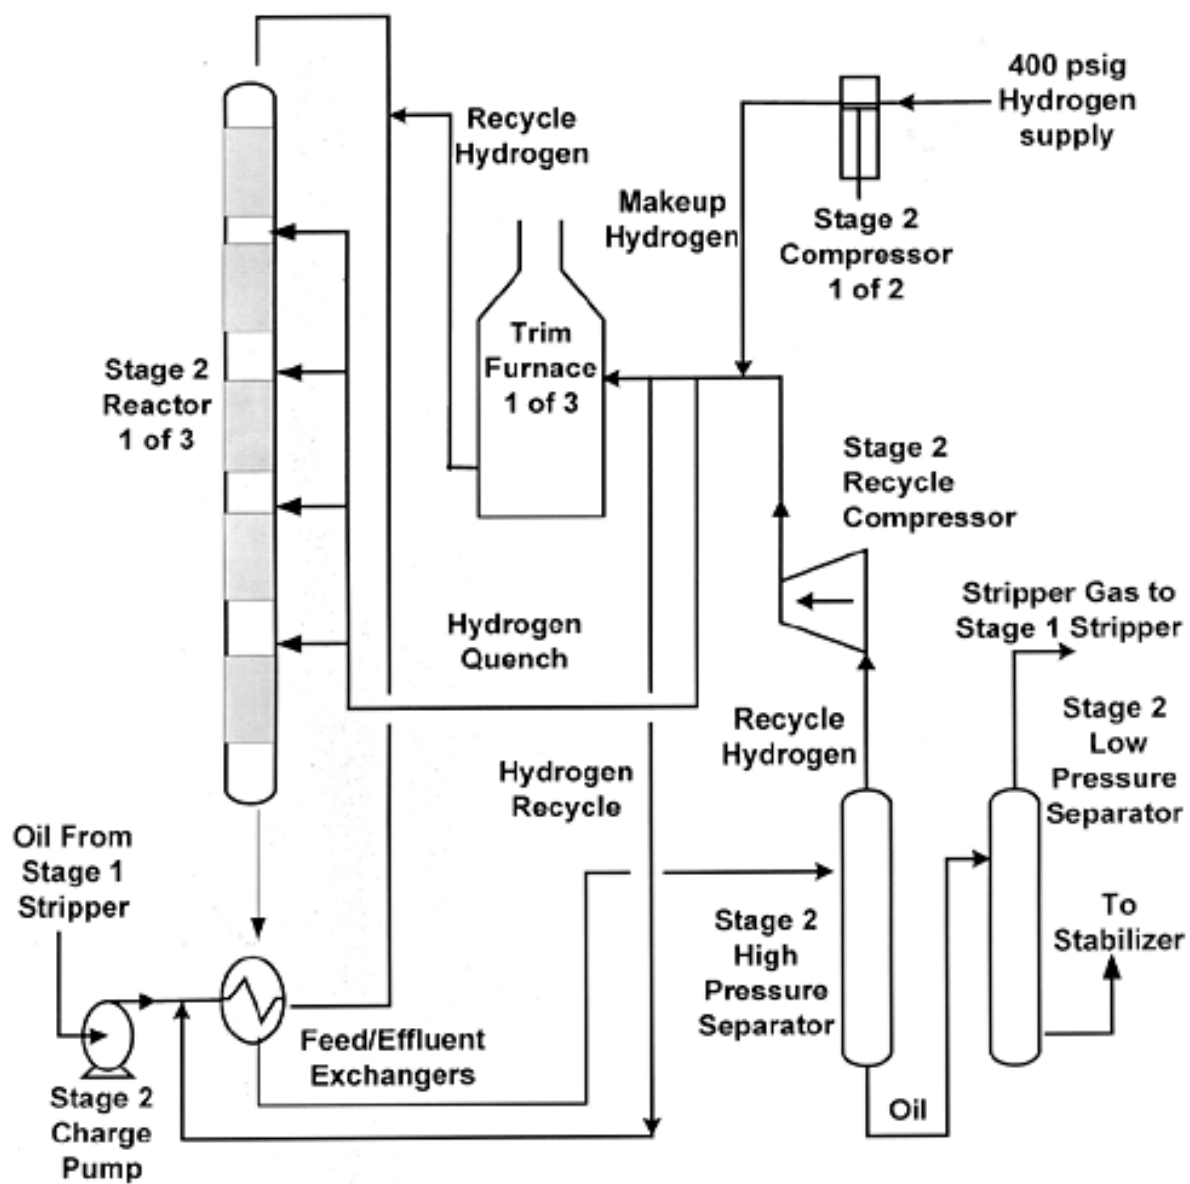 400 psig
Hydrogen
supply
Recycle
Hydrogen
Makeup
Hydrogen
Stage 2
Compressor
1 of 2
Trim
Furnace
1 of 3
Stage 2
Reactor
1 of 3
Stage 2
Recycle
Compressor
Stripper Gas to
Stage 1 Stripper
Hydrogen
Quench
Recycle
Hydrogen
Stage 2
Low
Pressure
Separator
Hydrogen
Recycle
Oil From
Stage 1
Stripper
Stage 2
High
Pressure
Separator
To
Stabilizer
Feed/Effluent
Exchangers
Stage 2
Charge
Pump
Oil